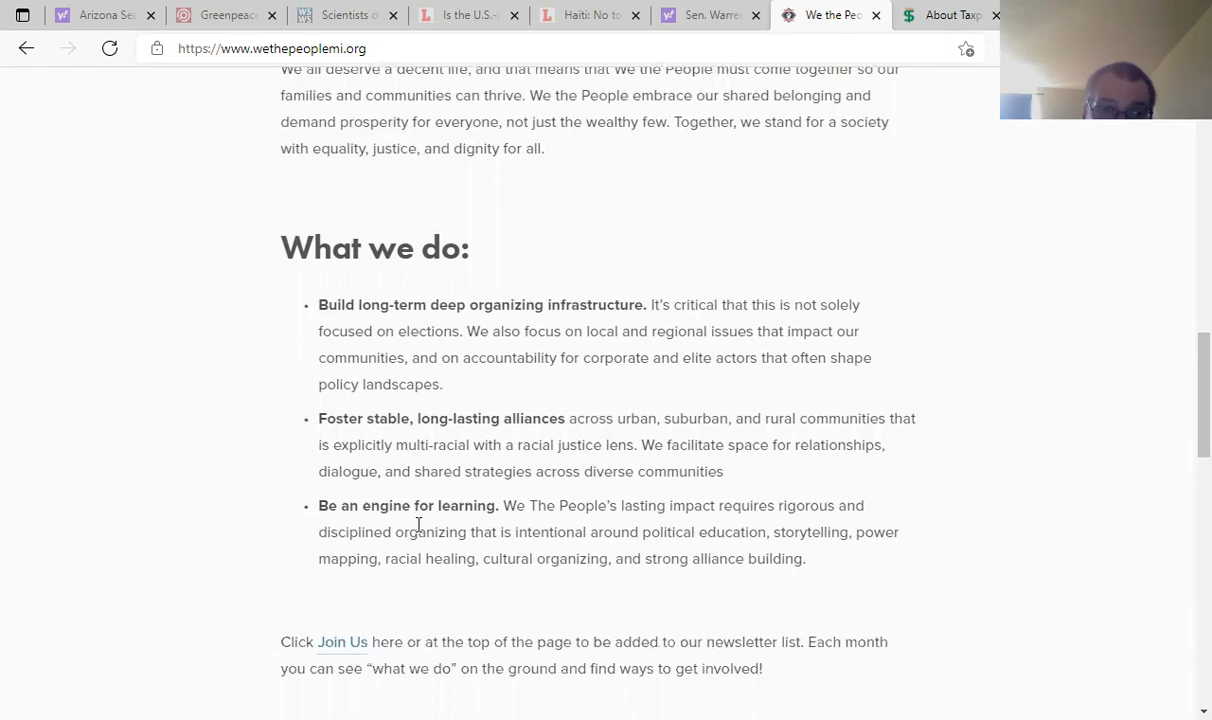 Arizona Sec
Greenpeac
Scientists d
Is the U.S.-
Haiti: No to
Sen. Warre
We the Peo
About Taxp
https://www.wethepeoplemi.org
We all deserve a decent life, and that means that We the People must come together so our
families and communities can thrive. We the People embrace our shared belonging and
demand prosperity for everyone, not just the wealthy few. Together, we stand for a society
with equality, justice, and dignity for all.
What we do:
• Build long-term deep organizing infrastructure. It’s critical that this is not solely
focused on elections. We also focus on local and regional issues that impact our
communities, and on accountability for corporate and elite actors that often shape
policy landscapes.
• Foster stable, long-lasting alliances across urban, suburban, and rural communities that
is explicitly multi-racial with a racial justice lens. We facilitate space for relationships,
dialogue, and shared strategies across diverse communities
• Be an engine for learning. We The People’s lasting impact requires rigorous and
disciplined organizing that is intentional around political education, storytelling, power
mapping, racial healing, cultural organizing, and strong alliance building.
Click Join Us here or at the top of the page to be added to our newsletter list. Each month
you can see “what we do” on the ground and find ways to get involved!